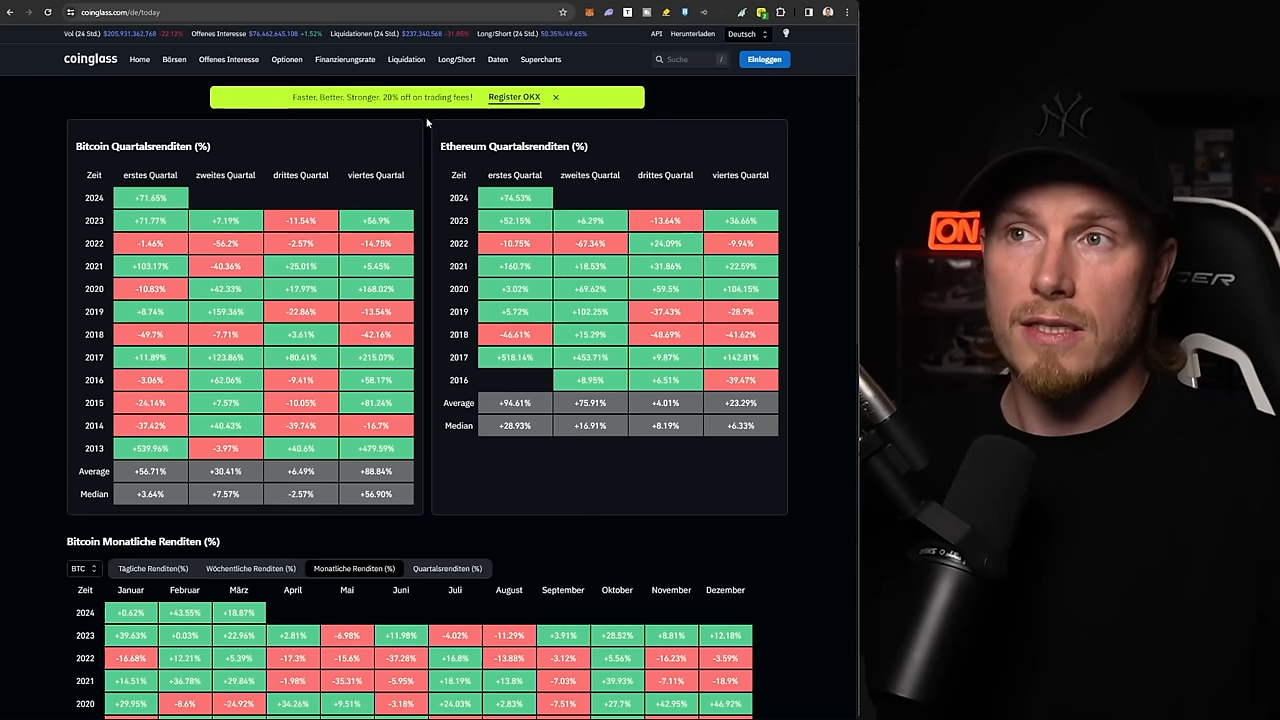 coinglass.com/de/today
Vol (24 Std.) $205.931.362,768 -22.12% Offenes Interesse $76,462,645,108 +1.52% Liquidationen (24 Std.) $237.340.568 -31.85% Long/Short (24 Std.) 50.35%/49.65% API Herunterladen Deutsch
coinglass Home Börsen Offenes Interesse Optionen Finanzierungsrate Liquidation Long/Short Daten Supercharts Suche / Einloggen
Faster, Better, Stronger. 20% off on trading fees! Register OKX
Bitcoin Quartalsrenditen (%)
Zeit erstes Quartal zweites Quartal drittes Quartal viertes Quartal
2024 +71.65%
2023 +71.77% +7.19% -11.54% +56.9%
2022 -1.46% -56.2% -2.57% -14.75%
2021 +103.17% -40.36% +25.01% +5.45%
2020 -10.83% +42.33% +17.97% +168.02%
2019 +8.74% +159.36% -22.86% -13.54%
2018 -49.7% -7.71% +3.61% -42.16%
2017 +11.89% +123.86% +80.41% +215.07%
2016 -3.06% +62.06% -9.41% +58.17%
2015 -24.14% +7.57% -10.05% +81.24%
2014 -37.42% +40.43% -39.74% -16.7%
2013 +539.96% -3.97% +40.6% +479.59%
Average +56.71% +30.41% +6.49% +88.84%
Median +3.64% +7.57% -2.57% +56.90%
Ethereum Quartalsrenditen (%)
Zeit erstes Quartal zweites Quartal drittes Quartal viertes Quartal
2024 +74.53%
2023 +52.15% +6.29% -13.64% +36.66%
2022 -10.75% -67.34% +24.09% -9.94%
2021 +160.7% +18.53% +31.86% +22.59%
2020 +3.02% +69.62% +59.5% +104.15%
2019 +5.72% +102.25% -37.43% -28.9%
2018 -46.61% +15.29% -48.69% -41.62%
2017 +518.14% +453.71% +9.87% +142.81%
2016 +8.95% +6.51% -39.47%
Average +94.61% +75.91% +4.01% +23.29%
Median +28.93% +16.91% +8.19% +6.33%
Bitcoin Monatliche Renditen (%)
BTC Tägliche Renditen(%) Wöchentliche Renditen (%) Monatliche Renditen (%) Quartalsrenditen (%)
Zeit Januar Februar März April Mai Juni Juli August September Oktober November Dezember
2024 +0.62% +43.55% +18.87%
2023 +39.63% +0.03% +22.96% +2.81% -6.98% +11.98% -4.02% -11.29% +3.91% +28.52% +8.81% +12.18%
2022 -16.68% +12.21% +5.39% -17.3% -15.6% -37.28% +16.8% -13.88% -3.12% +5.56% -16.23% -3.59%
2021 +14.51% +36.78% +29.84% -1.98% -35.31% -5.95% +18.19% +13.8% -7.03% +39.93% -7.11% -18.9%
2020 +29.95% -8.6% -24.92% +34.26% +9.51% -3.18% +24.03% +2.83% -7.51% +27.7% +42.95% +46.92%
NY
ON